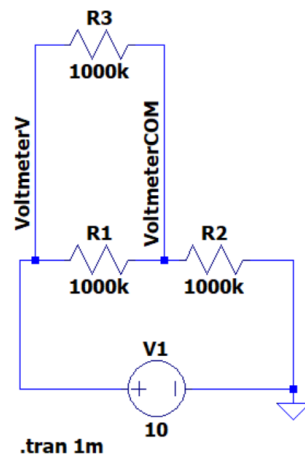 R3
1000k
VoltmeterV
VoltmeterCOM
R1
1000k
R2
1000k
V1
10
.tran 1m